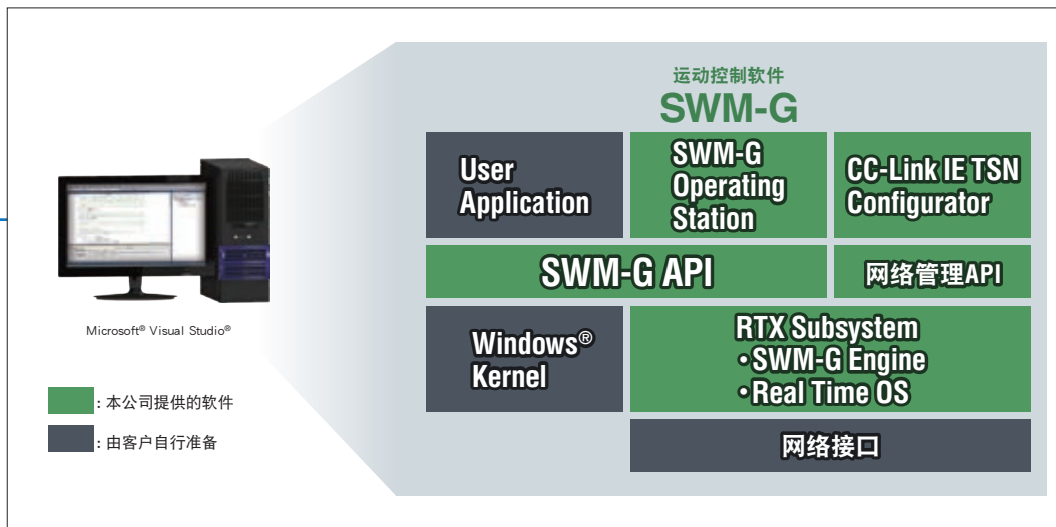 运动控制软件
SWM-G
User
Application
SWM-G
Operating
Station
CC-Link IE TSN
Configurator
SWM-G API
网络管理API
Windows®
Kernel
RTX Subsystem
・SWM-G Engine
・Real Time OS
网络接口
Microsoft® Visual Studio®
：本公司提供的软件
：由客户自行准备